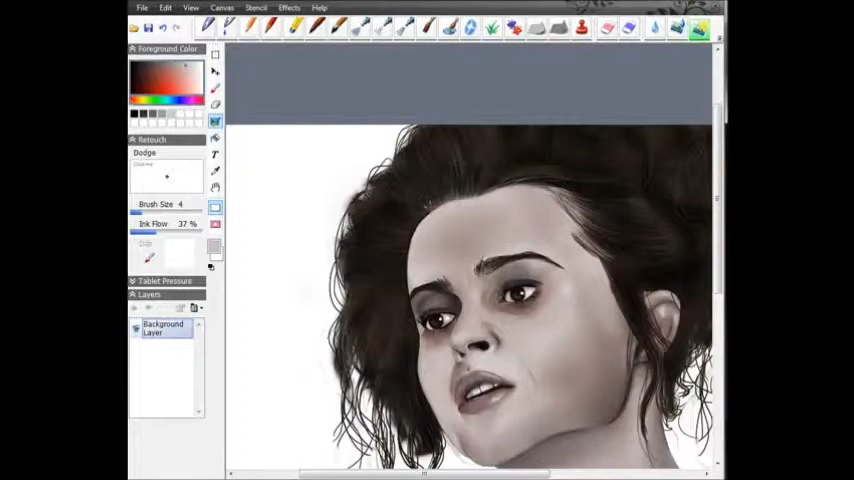 File Edit View Canvas Stencil Effects Help
Foreground Color
Retouch
Dodge
Brush Size 4
Ink Flow 37 %
Tablet Pressure
Layers
Background
Layer